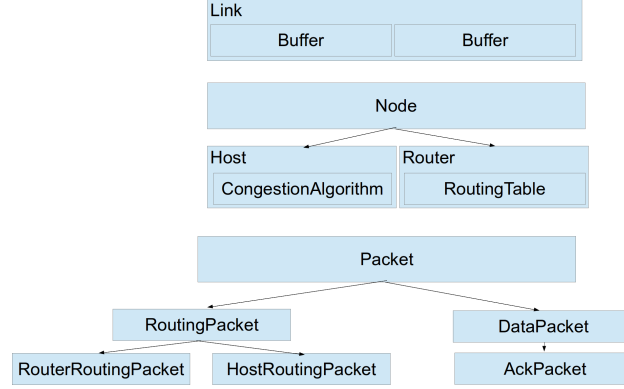 Link
Buffer Buffer
Node
Host Router
CongestionAlgorithm RoutingTable
Packet
RoutingPacket DataPacket
RouterRoutingPacket HostRoutingPacket AckPacket